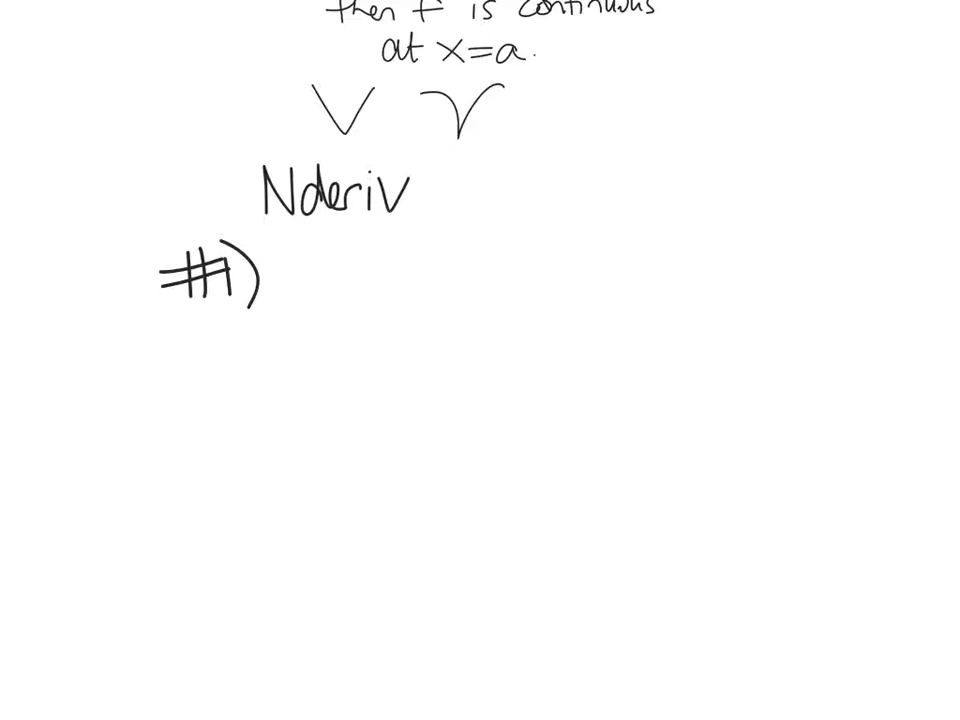 then f is continuous
at x=a.
Nderiv
#1)